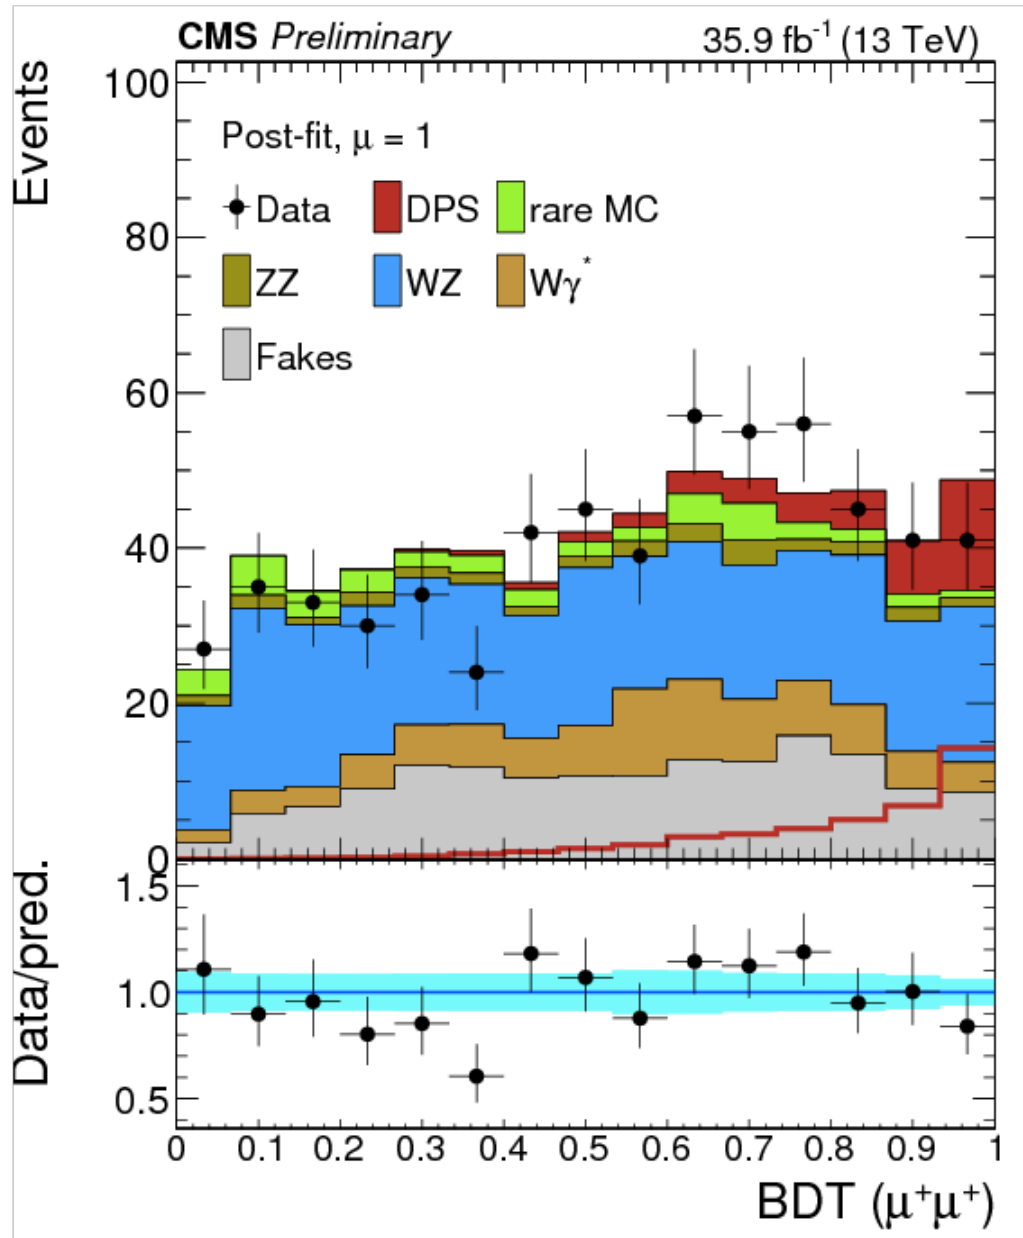 CMS Preliminary 35.9 fb⁻¹ (13 TeV)
Events
100
80
60
40
20
0
Post-fit, μ = 1
Data DPS rare MC
ZZ WZ Wγ*
Fakes
Data/pred.
1.5
1.0
0.5
0 0.1 0.2 0.3 0.4 0.5 0.6 0.7 0.8 0.9 1
BDT (μ⁺μ⁺)